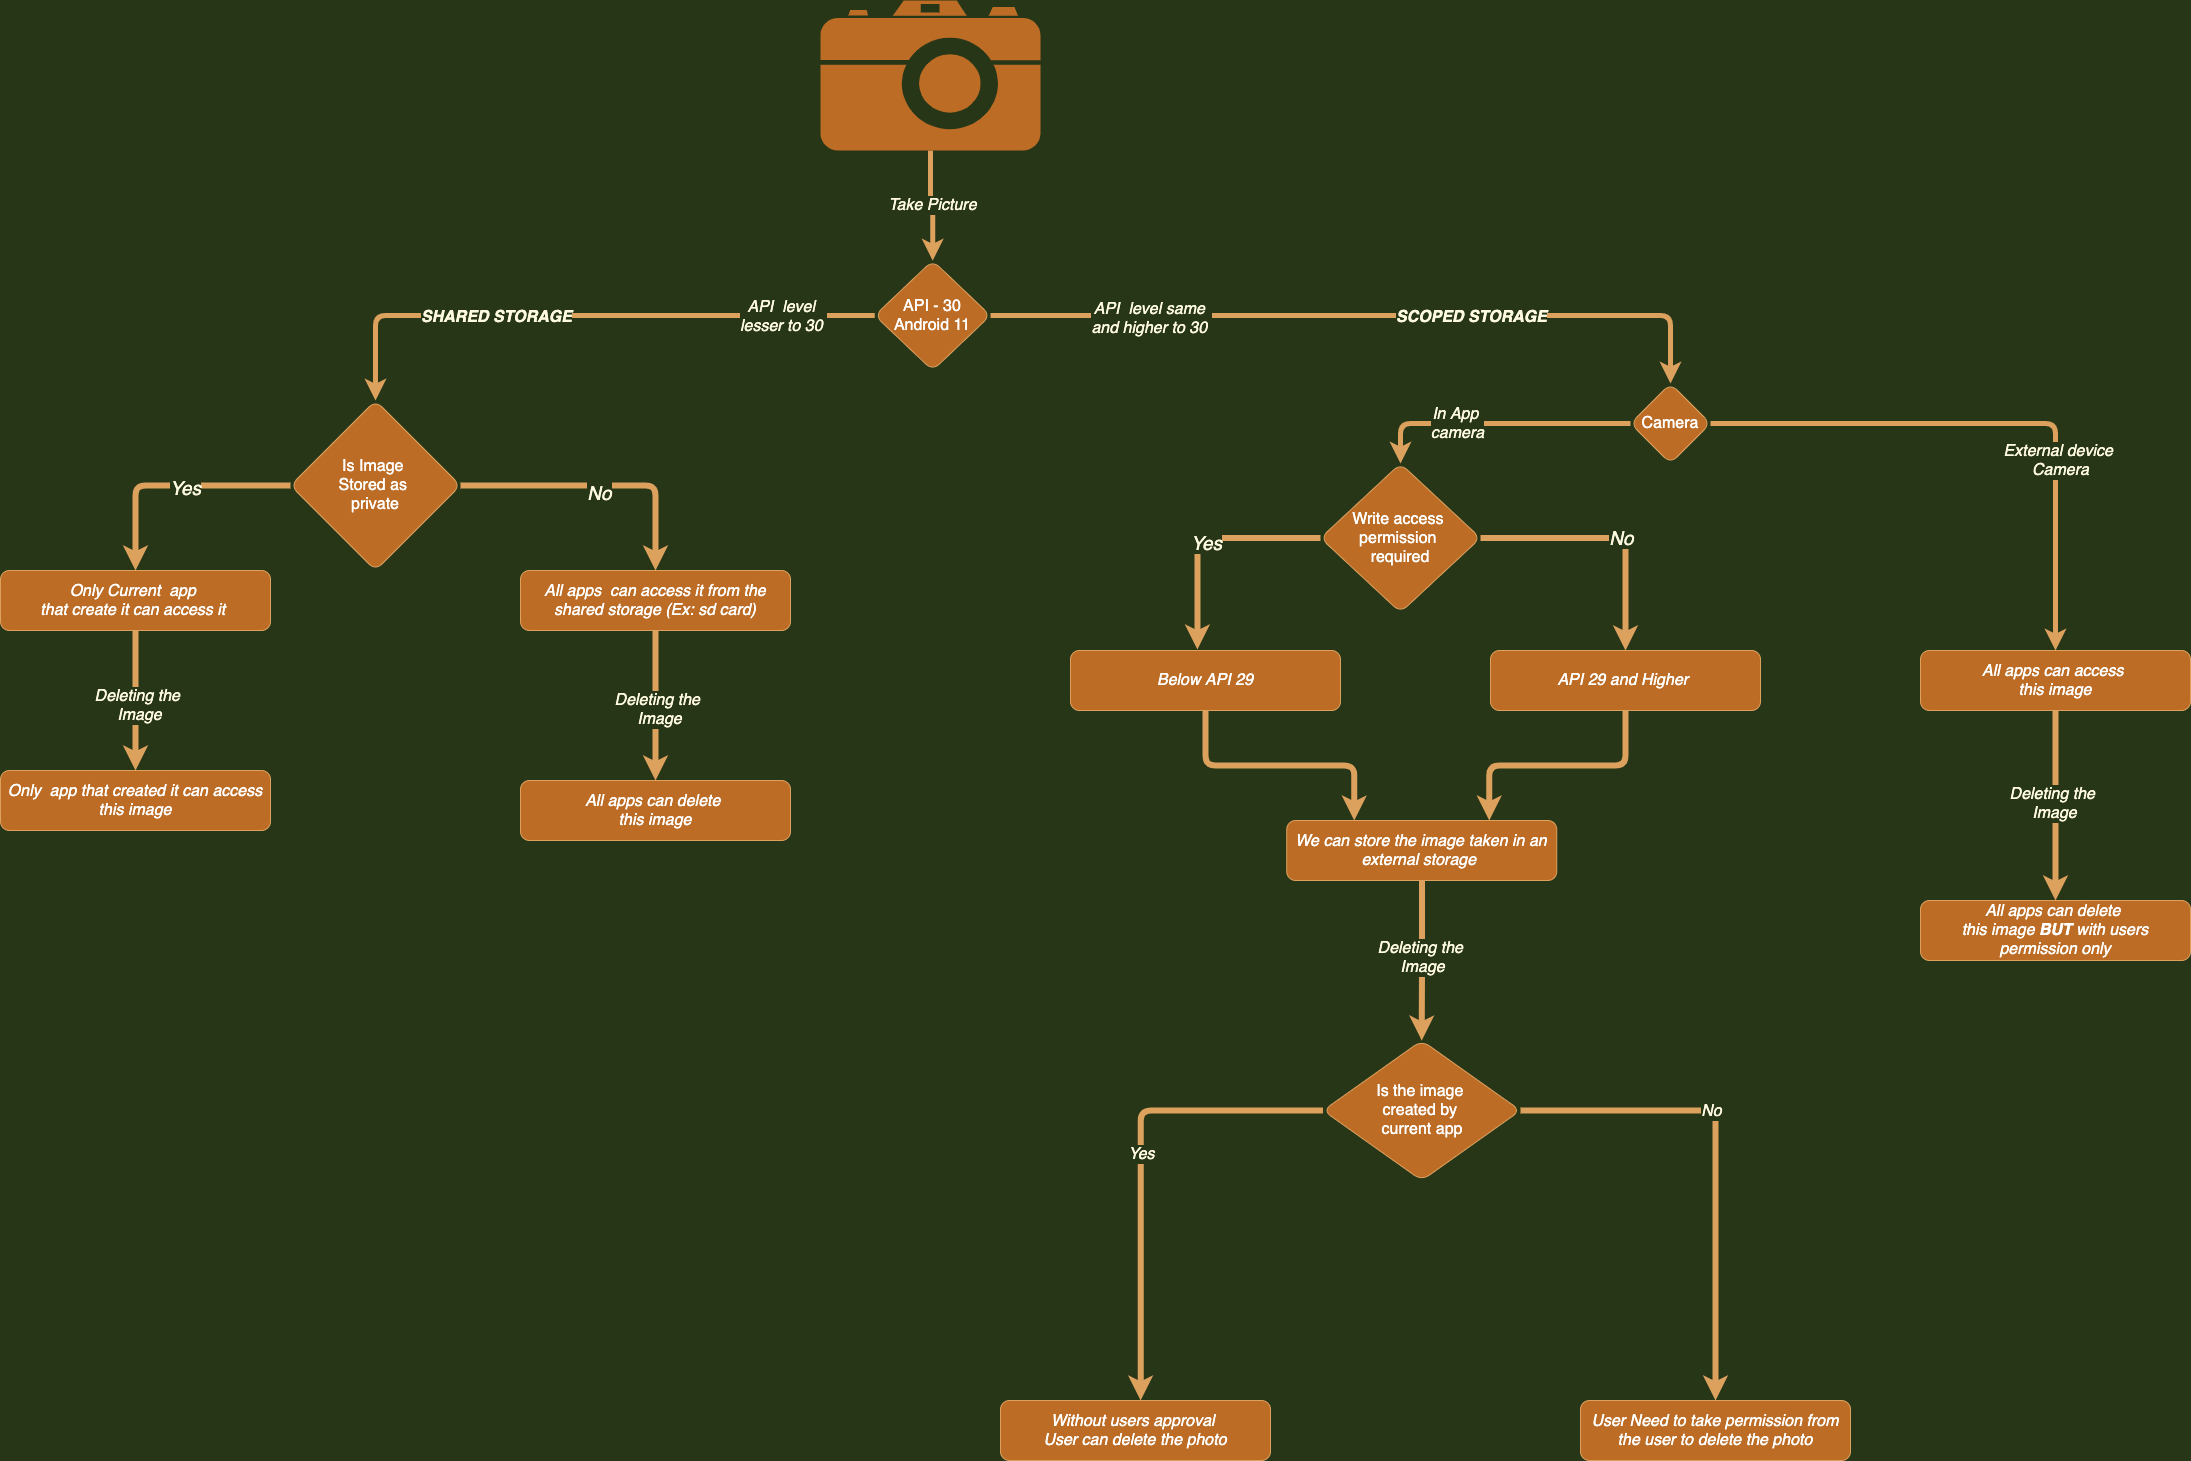 Take Picture
API - 30
Android 11
API  level
lesser to 30
SHARED STORAGE
API  level same
and higher to 30
SCOPED STORAGE
Is Image
Stored as
private
Yes
No
Only Current  app
that create it can access it
Deleting the
Image
Only  app that created it can access
this image
All apps  can access it from the
shared storage (Ex: sd card)
Deleting the
Image
All apps can delete
this image
Camera
In App
camera
External device
Camera
Write access
permission
required
Yes
No
Below API 29
API 29 and Higher
We can store the image taken in an
external storage
Deleting the
Image
Is the image
created by
current app
Yes
No
Without users approval
User can delete the photo
User Need to take permission from
the user to delete the photo
All apps can access
this image
Deleting the
Image
All apps can delete
this image BUT with users
permission only